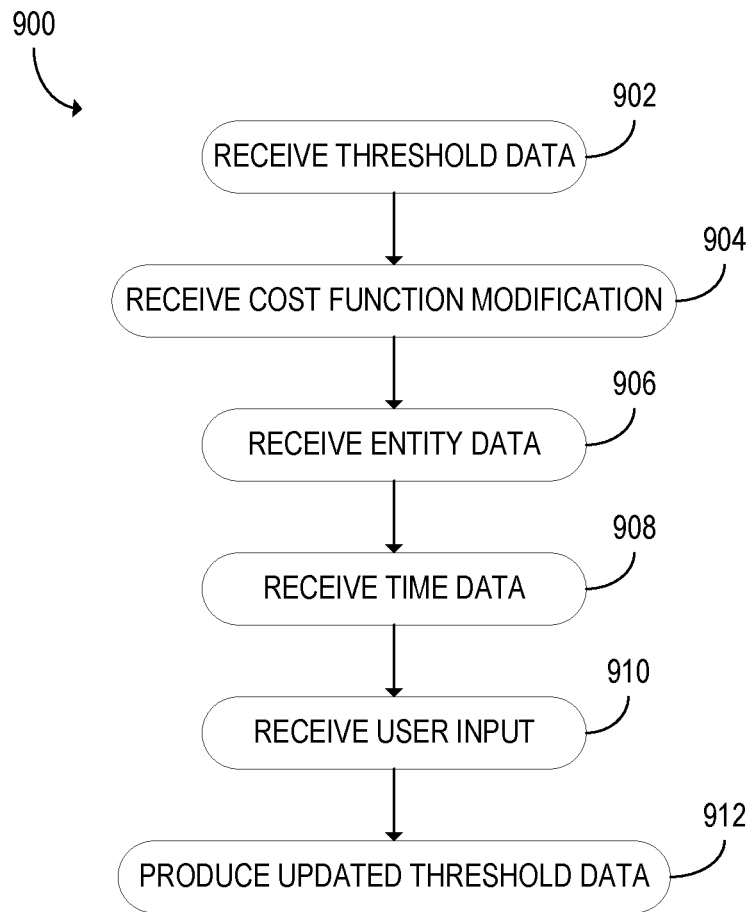 900
902
RECEIVE THRESHOLD DATA
904
RECEIVE COST FUNCTION MODIFICATION
906
RECEIVE ENTITY DATA
908
RECEIVE TIME DATA
910
RECEIVE USER INPUT
912
PRODUCE UPDATED THRESHOLD DATA